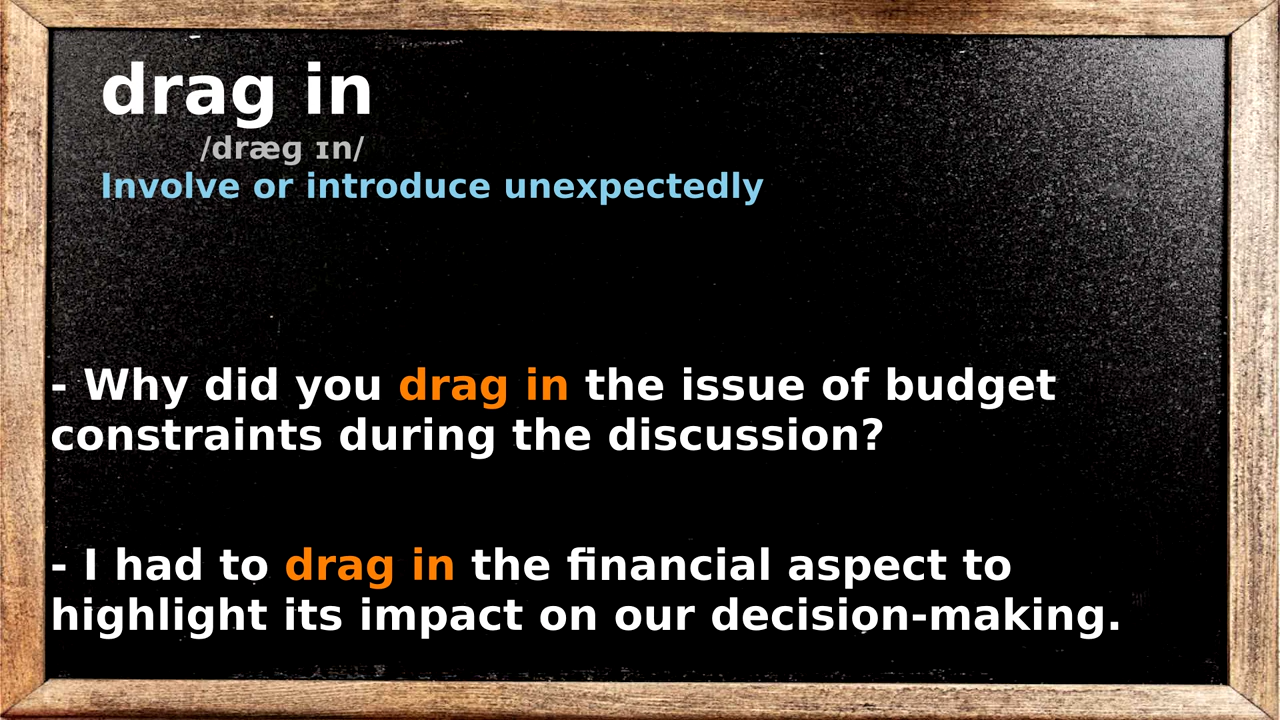 drag in
/dræg ɪn/
Involve or introduce unexpectedly
- Why did you drag in the issue of budget
constraints during the discussion?
- I had to drag in the financial aspect to
highlight its impact on our decision-making.